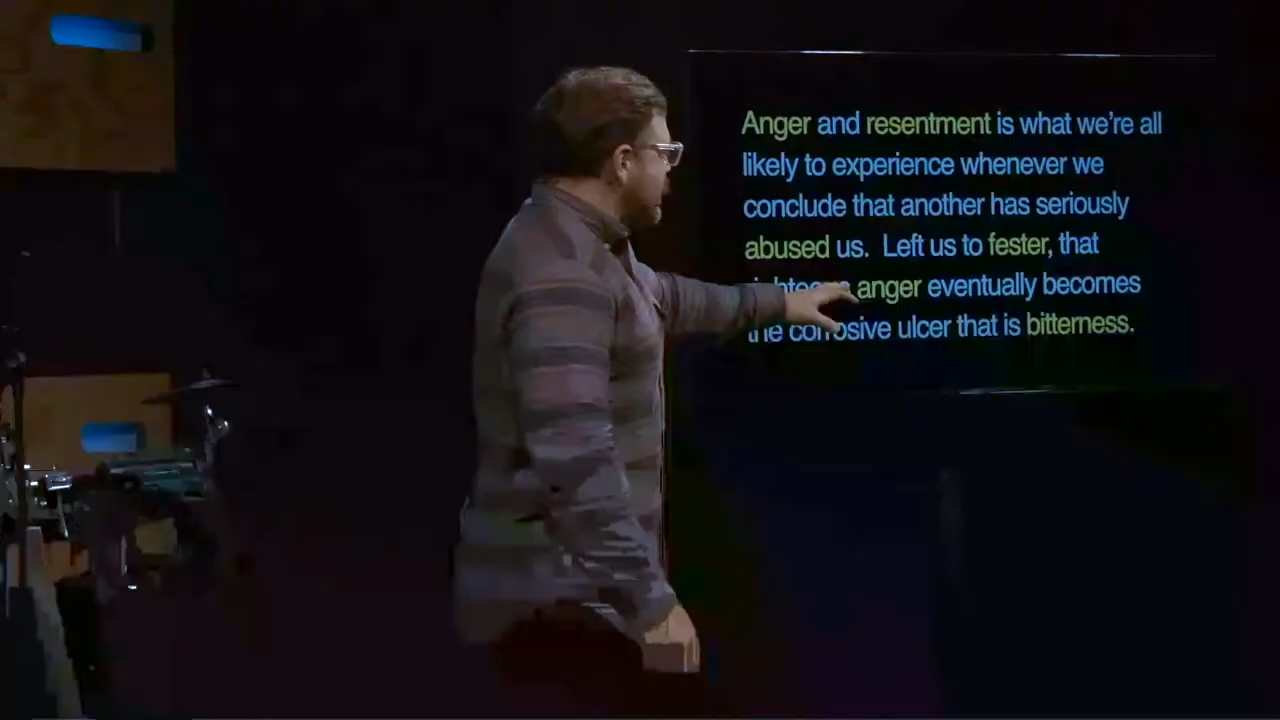 Anger and resentment is what we're all
likely to experience whenever we
conclude that another has seriously
abused us.  Left us to fester, that
anger eventually becomes
the corrosive ulcer that is bitterness.